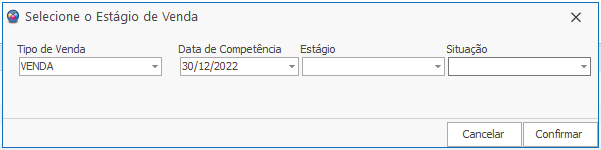 Selecione o Estágio de Venda
Tipo de Venda Data de Competência Estágio Situação
VENDA 30/12/2022
Cancelar Confirmar